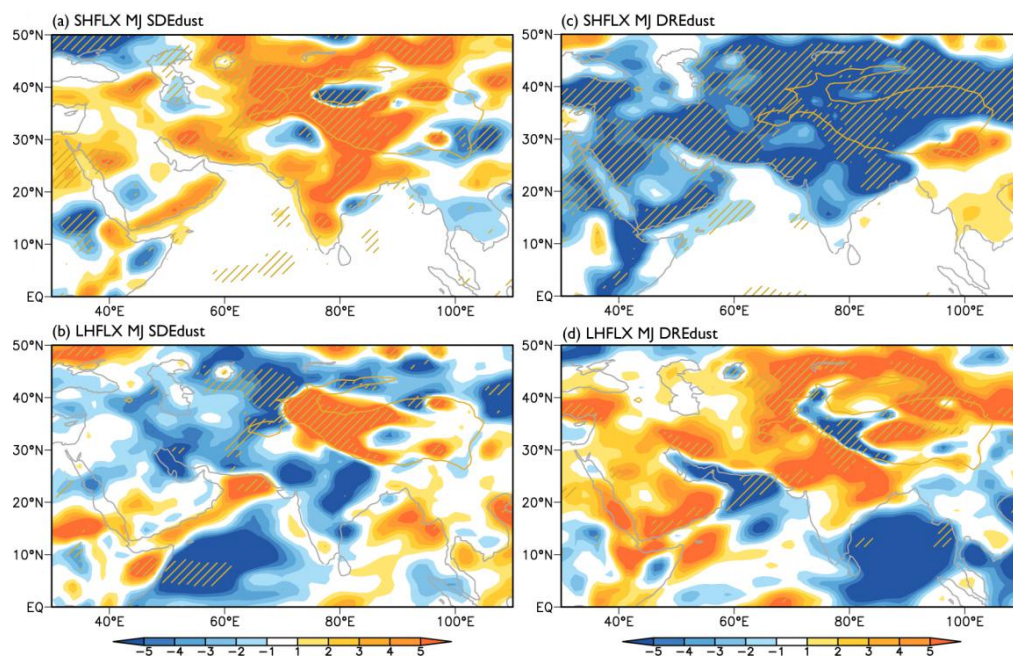 (a) SHFLX MJ SDEdust
50°N
40°N
30°N
20°N
10°N
EQ
40°E 60°E 80°E 100°E
(c) SHFLX MJ DREdust
50°N
40°N
30°N
20°N
10°N
EQ
40°E 60°E 80°E 100°E
(b) LHFLX MJ SDEdust
50°N
40°N
30°N
20°N
10°N
EQ
40°E 60°E 80°E 100°E
-5 -4 -3 -2 -1 1 2 3 4 5
(d) LHFLX MJ DREdust
50°N
40°N
30°N
20°N
10°N
EQ
40°E 60°E 80°E 100°E
-5 -4 -3 -2 -1 1 2 3 4 5